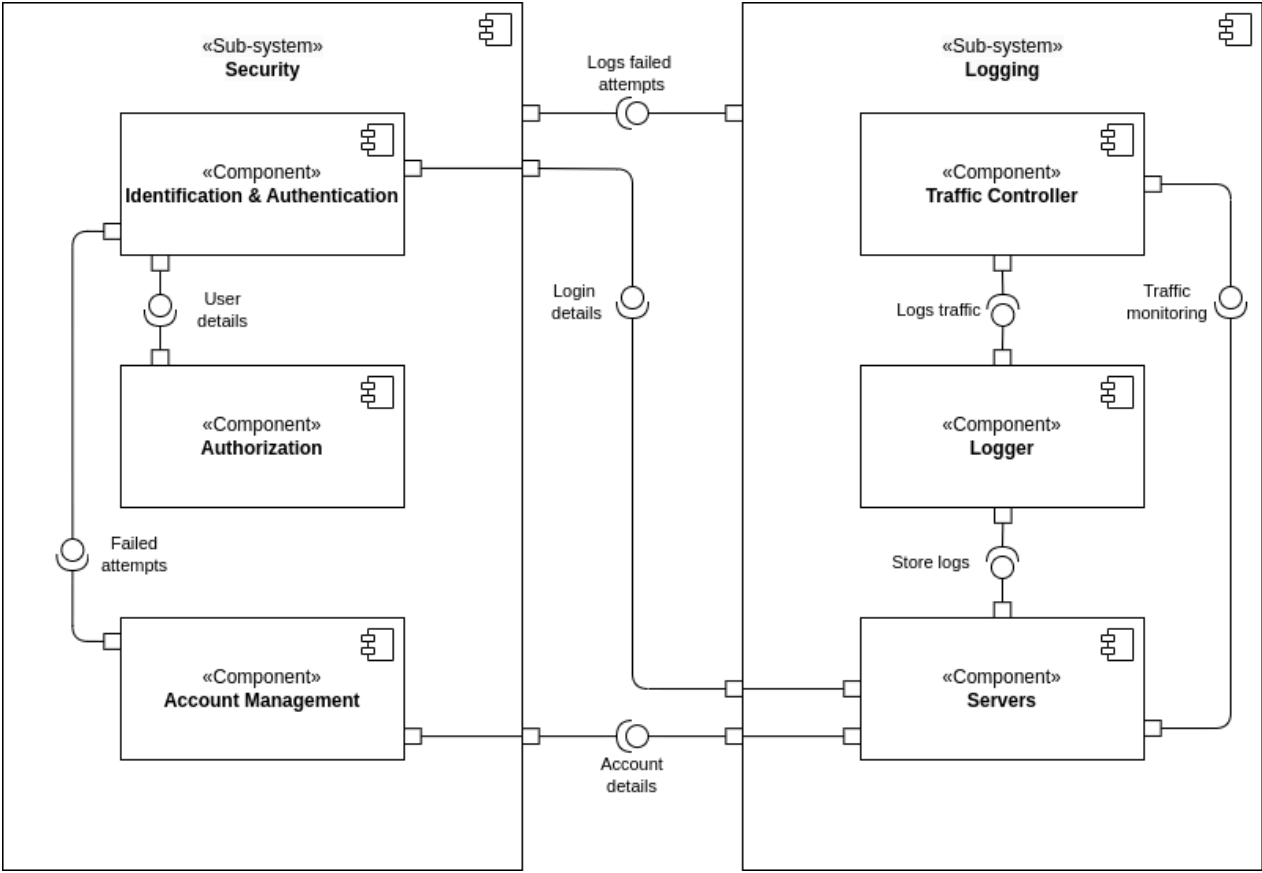 «Sub-system»
Security
«Component»
Identification & Authentication
User
details
«Component»
Authorization
Failed
attempts
«Component»
Account Management
Logs failed
attempts
Login
details
Account
details
«Sub-system»
Logging
«Component»
Traffic Controller
Logs traffic
Traffic
monitoring
«Component»
Logger
Store logs
«Component»
Servers